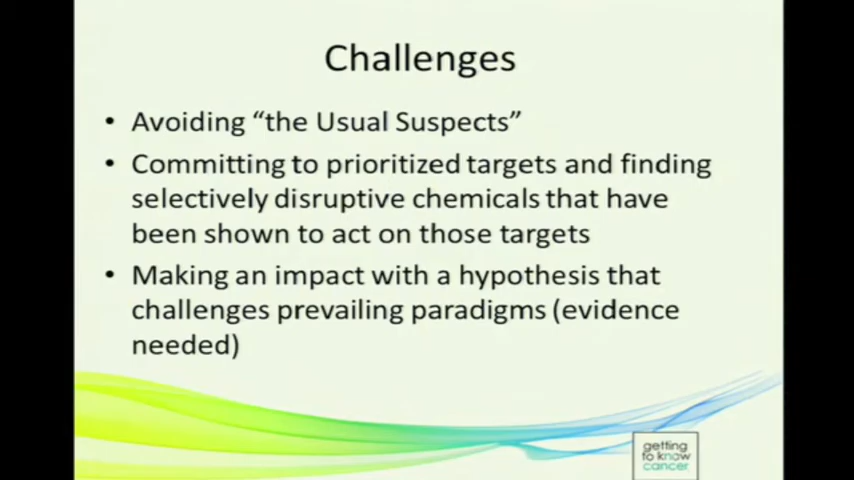 Challenges
• Avoiding “the Usual Suspects”
• Committing to prioritized targets and finding
selectively disruptive chemicals that have
been shown to act on those targets
• Making an impact with a hypothesis that
challenges prevailing paradigms (evidence
needed)
getting
to know
cancer